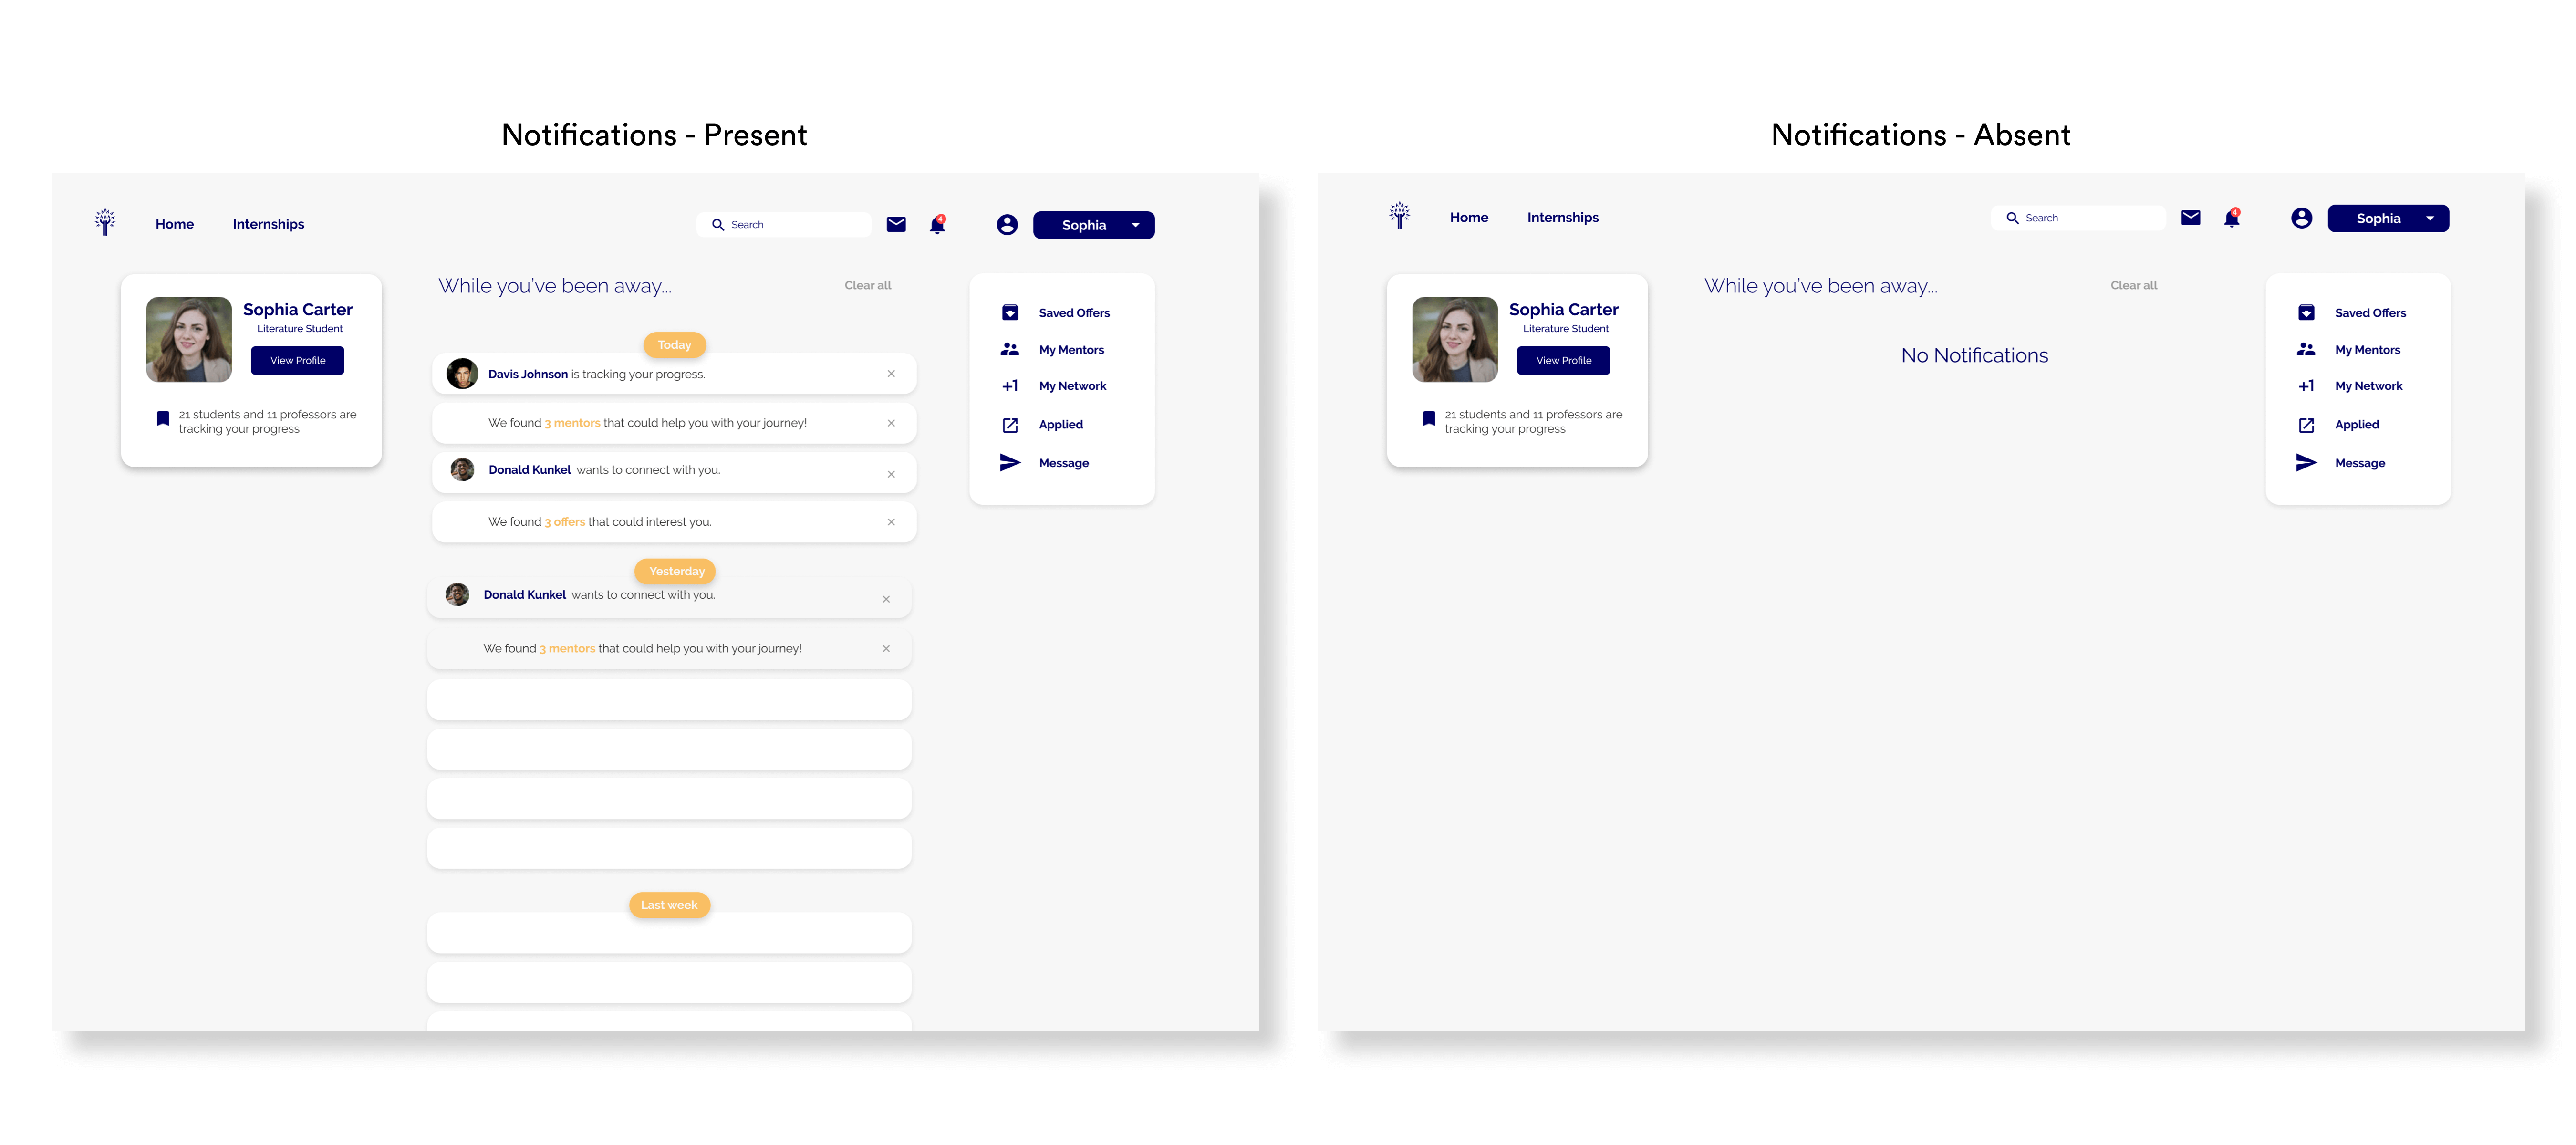 Notifications - Present
Home
Internships
Search
4
Sophia
Sophia Carter
Literature Student
View Profile
21 students and 11 professors are
tracking your progress
While you've been away...
Clear all
Today
Davis Johnson is tracking your progress.
We found 3 mentors that could help you with your journey!
Donald Kunkel wants to connect with you.
We found 3 offers that could interest you.
Yesterday
Donald Kunkel wants to connect with you.
We found 3 mentors that could help you with your journey!
Last week
Saved Offers
My Mentors
+1 My Network
Applied
Message
Notifications - Absent
Home
Internships
Search
4
Sophia
Sophia Carter
Literature Student
View Profile
21 students and 11 professors are
tracking your progress
While you've been away...
Clear all
No Notifications
Saved Offers
My Mentors
+1 My Network
Applied
Message